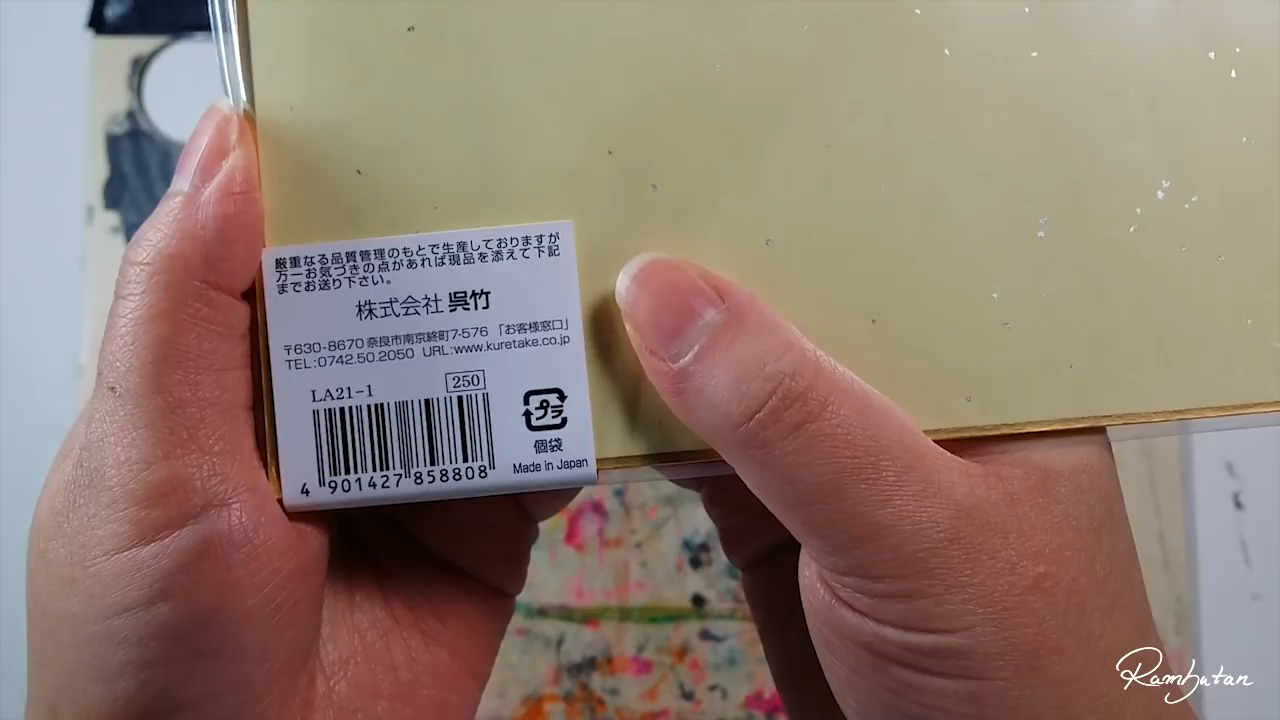 厳重なる品質管理のもとで生産しておりますが
万一お気づきの点があれば現品を添えて下記
までお送り下さい。
株式会社 呉竹
〒630-8670 奈良市南京終町7-576 「お客様窓口」
TEL:0742.50.2050 URL:www.kuretake.co.jp
LA21-1
250
4 901427 858808
プラ
個袋
Made in Japan
Rambutan